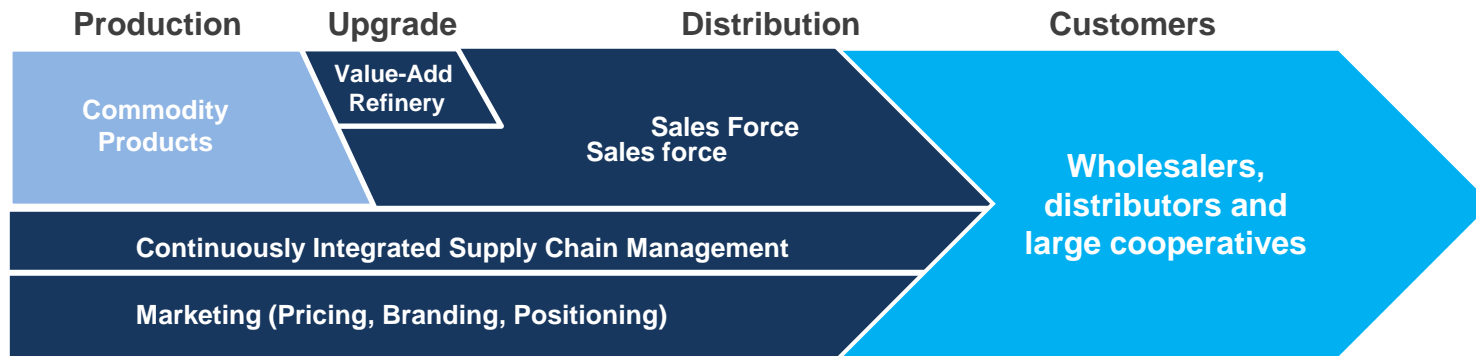 Production
Upgrade
Distribution
Customers
Commodity
Products
Value-Add
Refinery
Sales Force
Sales force
Wholesalers,
distributors and
large cooperatives
Continuously Integrated Supply Chain Management
Marketing (Pricing, Branding, Positioning)